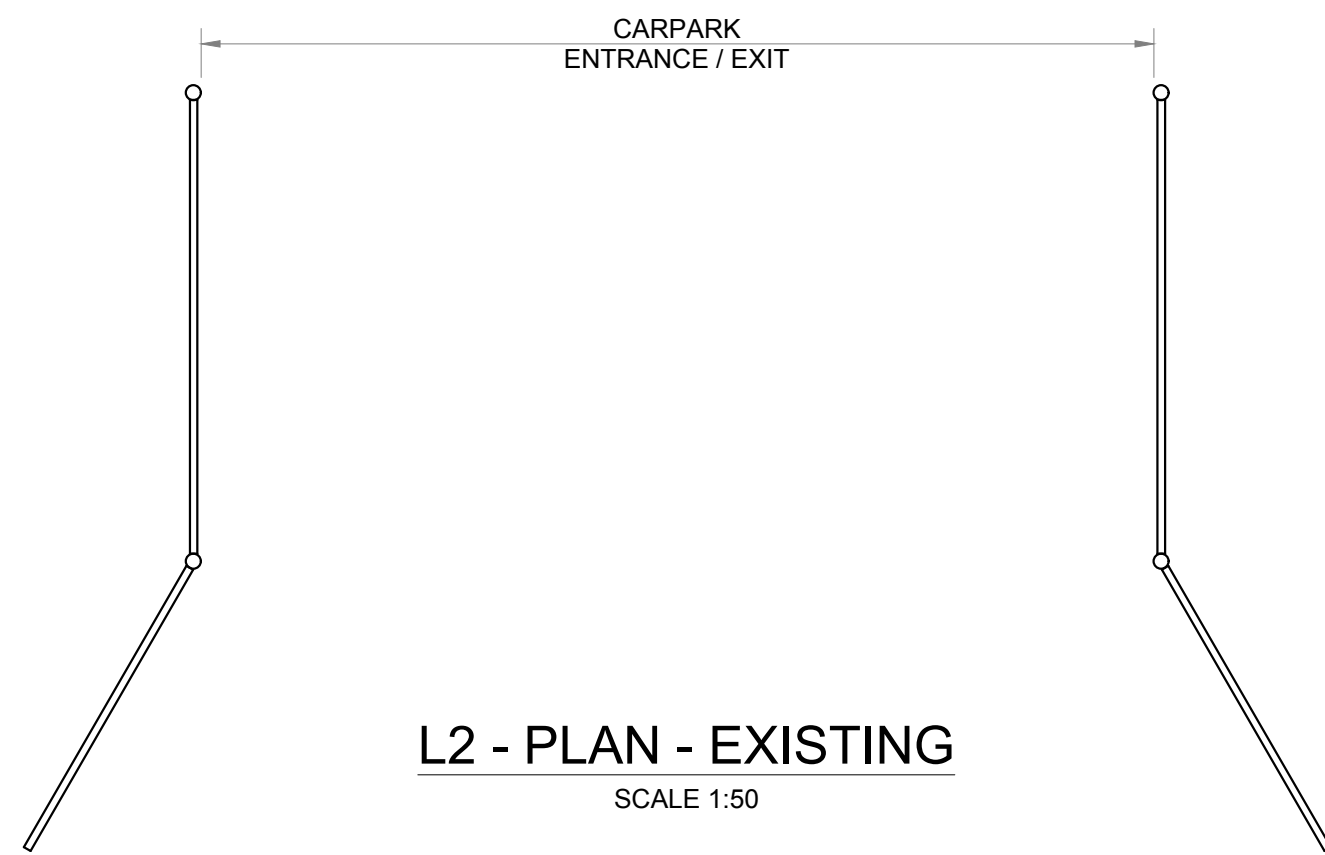 CARPARK
ENTRANCE / EXIT
L2 - PLAN - EXISTING
SCALE 1:50